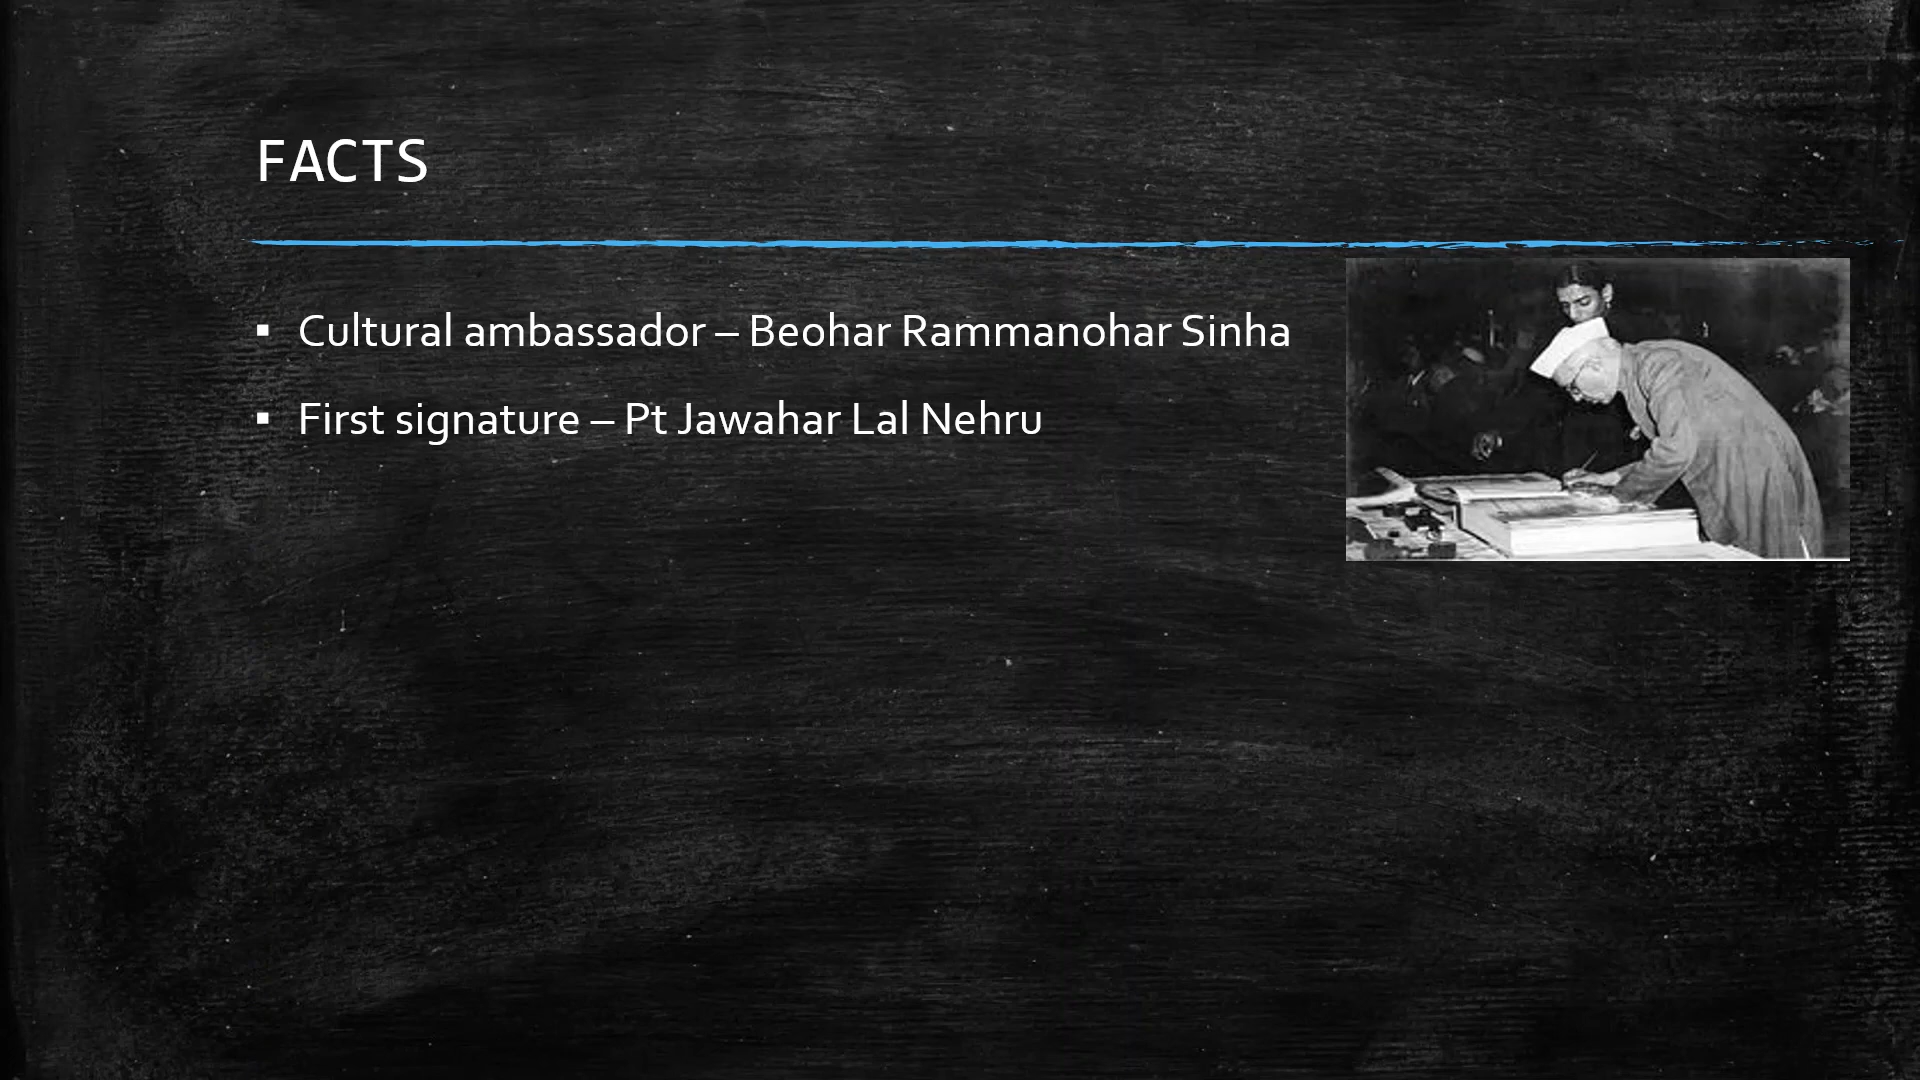 FACTS
▪ Cultural ambassador – Beohar Rammanohar Sinha
▪ First signature – Pt Jawahar Lal Nehru